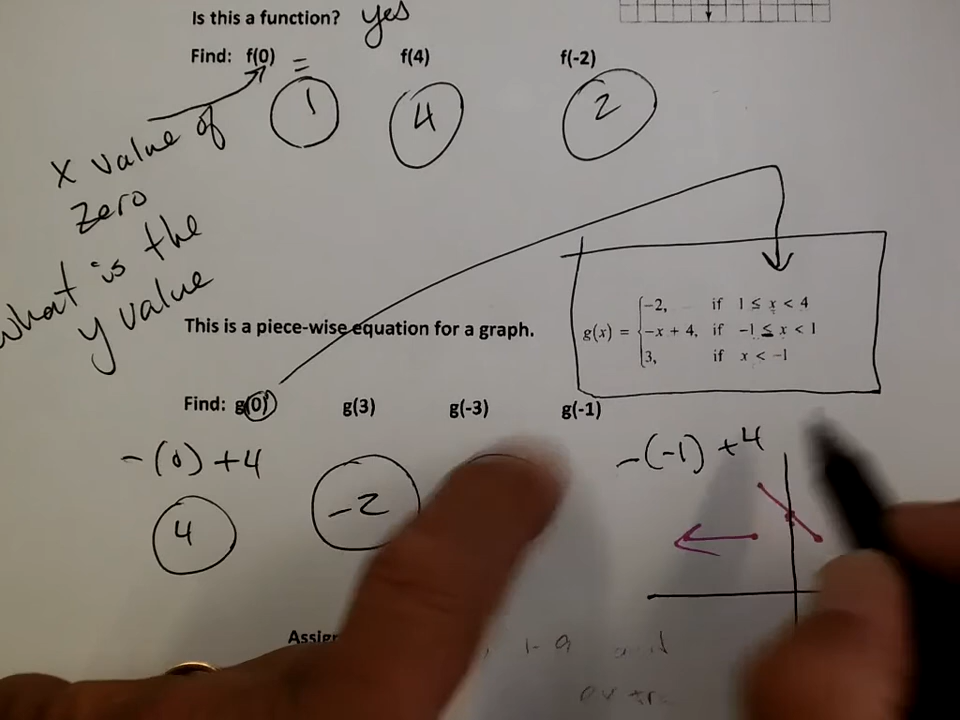 Is this a function? yes
Find: f(0) = f(4) f(-2)
1 4 2
x value of
zero
what is the
y value
This is a piece-wise equation for a graph.
g(x) = { -2, if 1 ≤ x < 4
-x + 4, if -1 ≤ x < 1
3, if x < -1
Find: g(0) g(3) g(-3) g(-1)
-(0) +4 -(-1) +4
4 -2